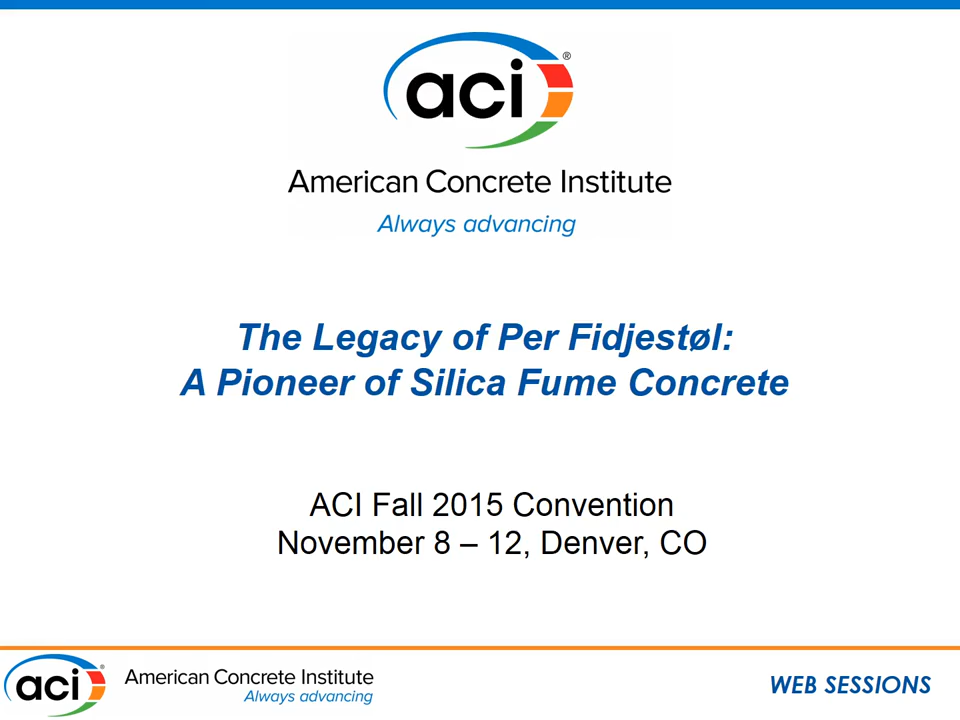 aci®
American Concrete Institute
Always advancing
The Legacy of Per Fidjestøl:
A Pioneer of Silica Fume Concrete
ACI Fall 2015 Convention
November 8 – 12, Denver, CO
aci®
American Concrete Institute
Always advancing
WEB SESSIONS